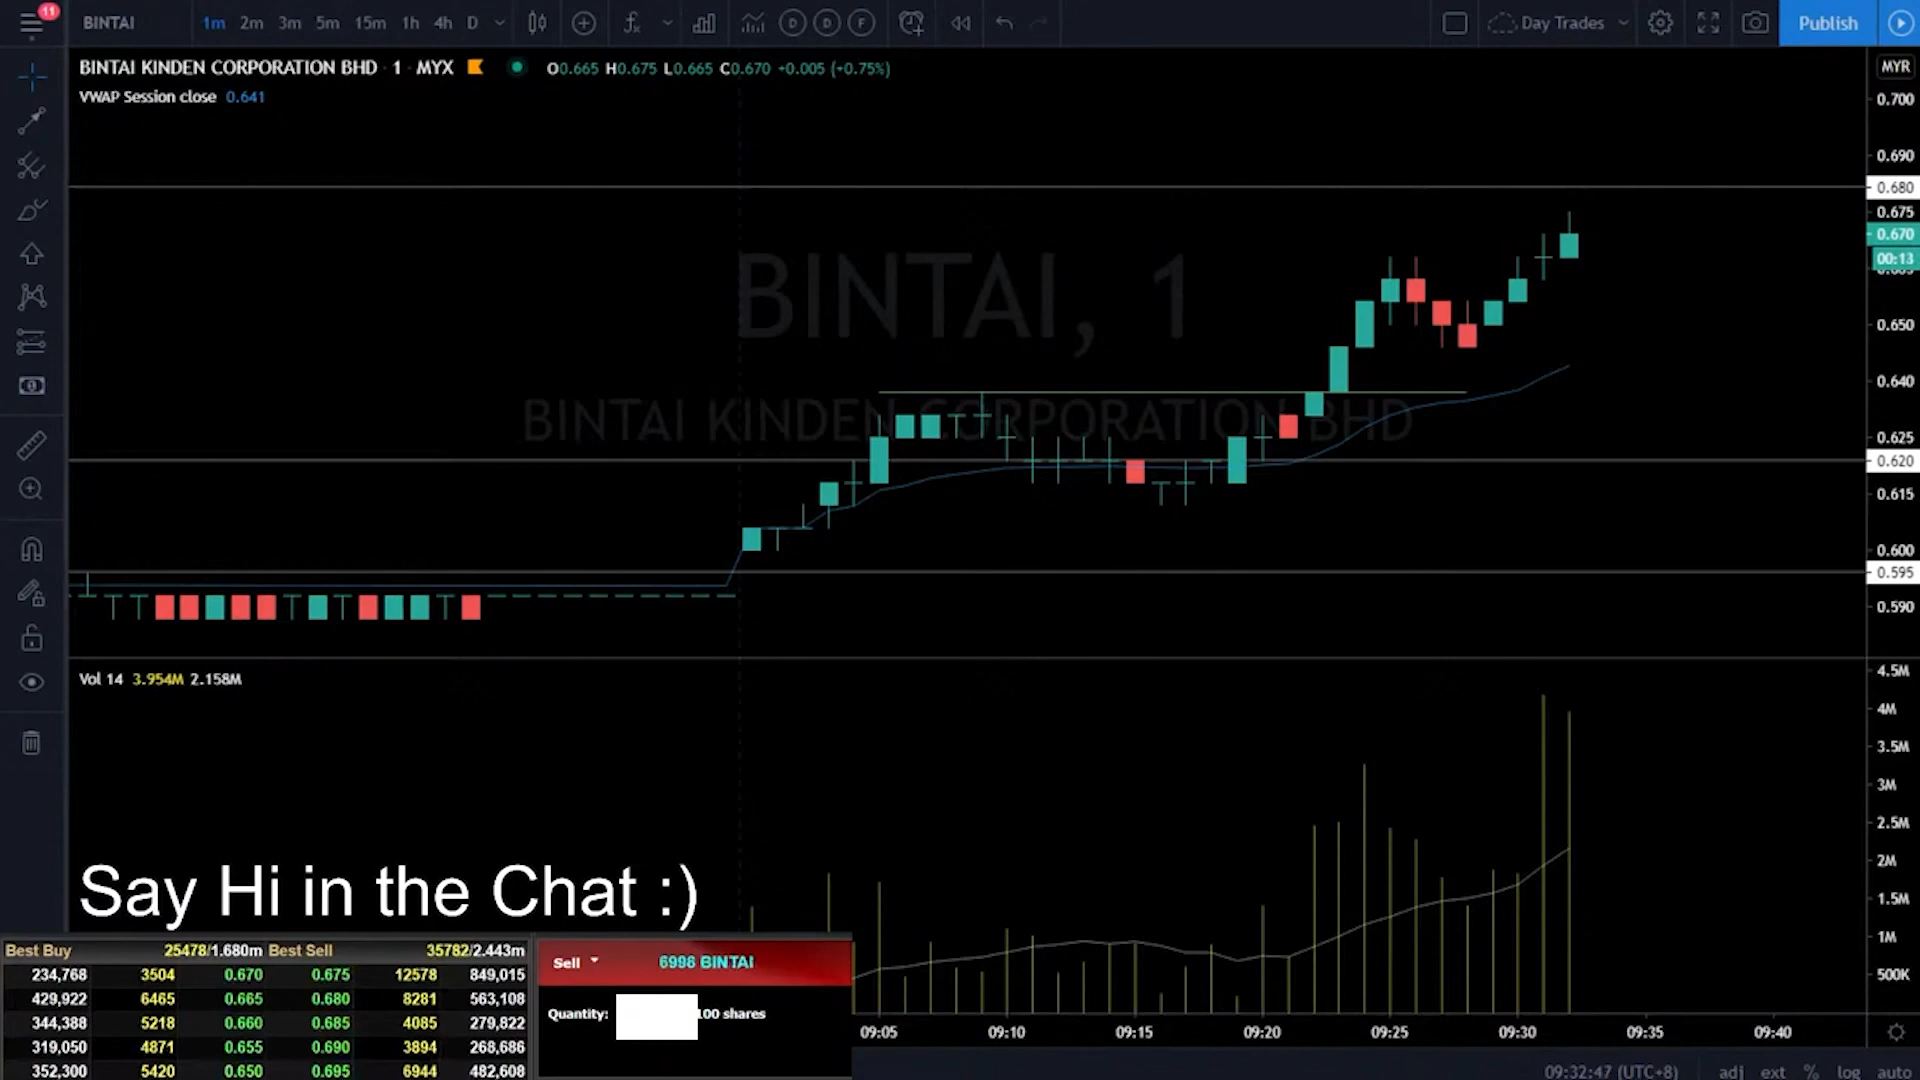 11
BINTAI 1m 2m 3m 5m 15m 1h 4h D D D F Day Trades Publish
BINTAI KINDEN CORPORATION BHD · 1 · MYX O0.665 H0.675 L0.665 C0.670 +0.005 (+0.75%)
VWAP Session close 0.641
MYR
0.700
0.690
0.680
0.675
0.670
00:13
0.650
0.640
0.625
0.620
0.615
0.600
0.595
0.590
BINTAI, 1
BINTAI KINDEN CORPORATION BHD
Vol 14 3.954M 2.158M
4.5M
4M
3.5M
3M
2.5M
2M
1.5M
1M
500K
Say Hi in the Chat :)
Best Buy 25478/1.680m Best Sell 35782/2.443m
234,768 3504 0.670 0.675 12578 849,015
429,922 6465 0.665 0.680 8281 563,108
344,388 5218 0.660 0.685 4085 279,822
319,050 4871 0.655 0.690 3894 268,686
352,300 5420 0.650 0.695 6944 482,608
Sell 6998 BINTAI
Quantity: 100 shares
09:05 09:10 09:15 09:20 09:25 09:30 09:35 09:40
09:32:47 (UTC+8) adj ext % log auto